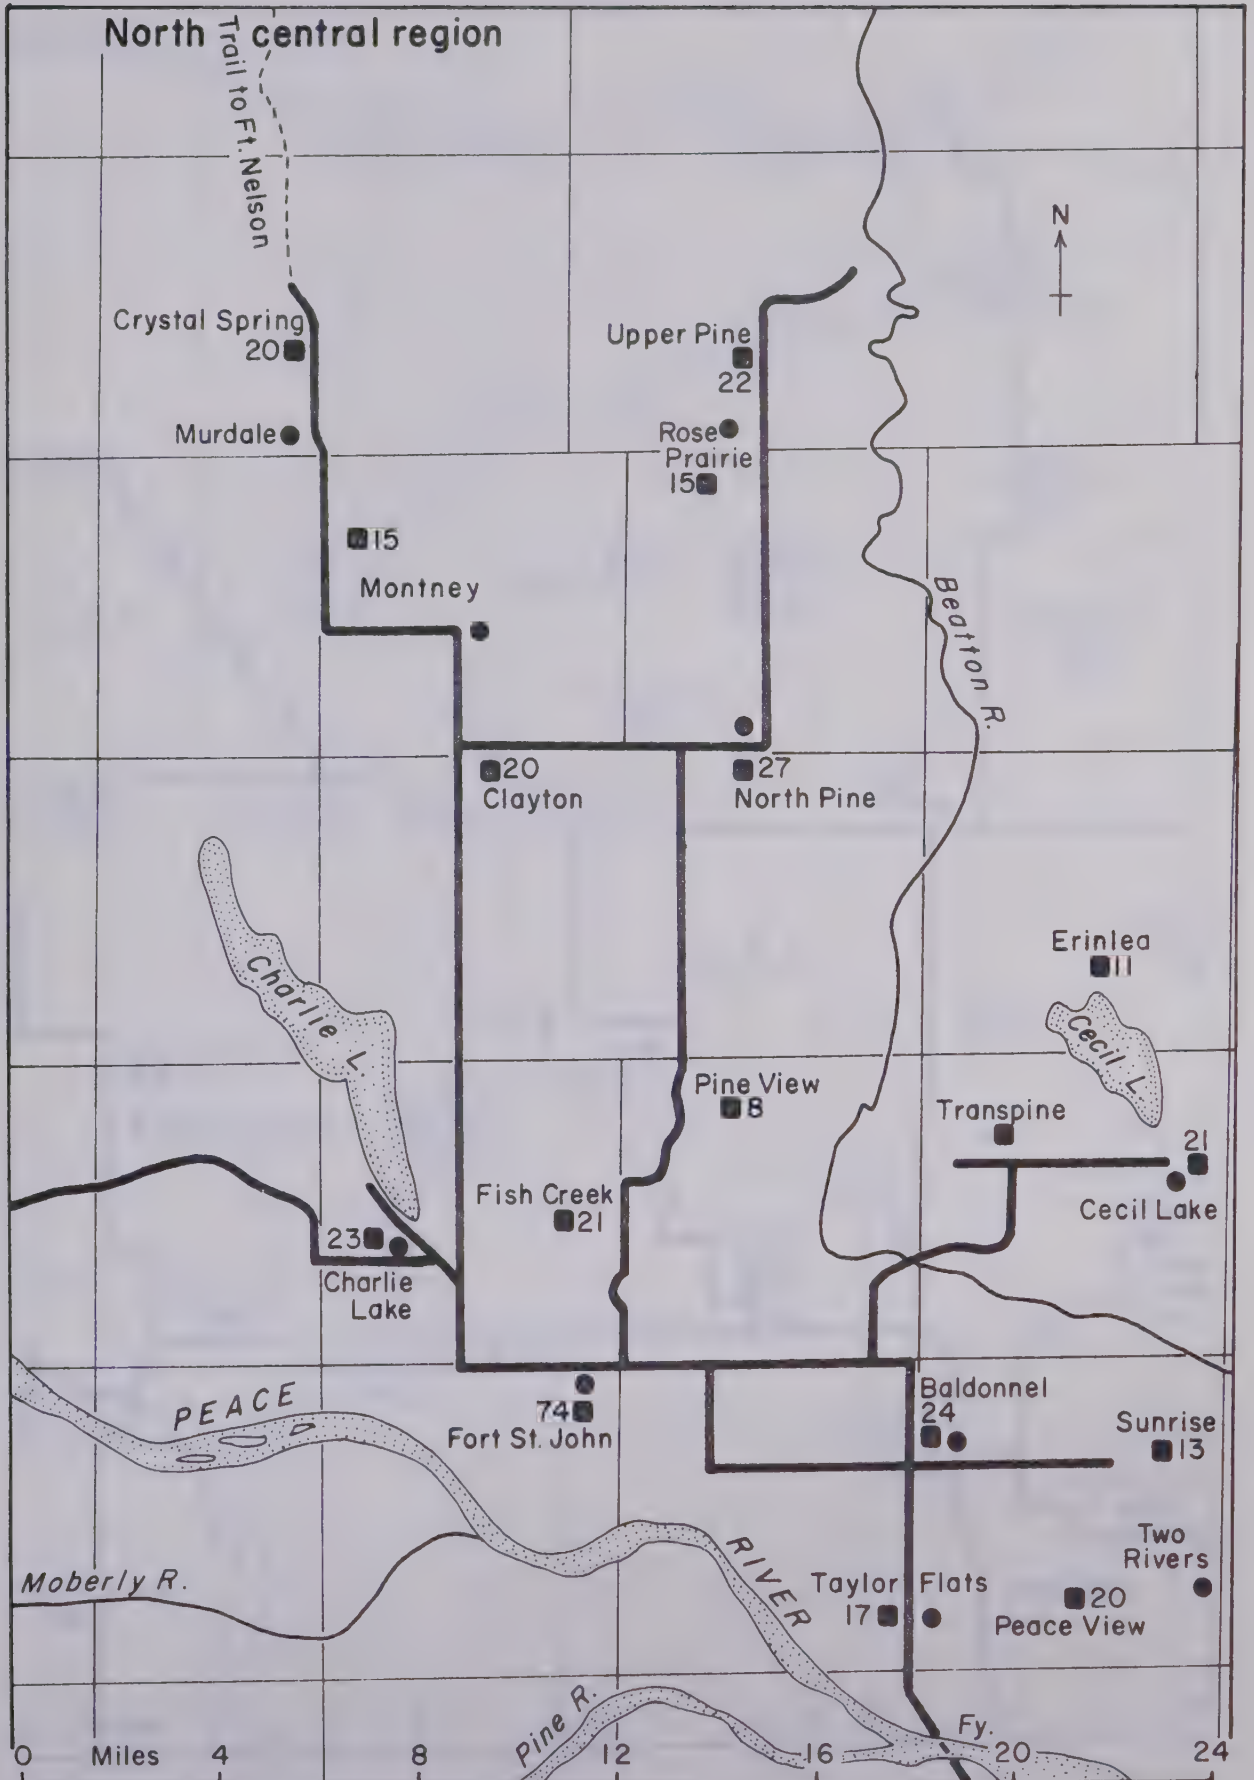 North central region
Trail to Ft. Nelson
N
Crystal Spring
20
Upper Pine
22
Murdale
Rose
Prairie
15
15
Montney
Beatton R.
20
Clayton
27
North Pine
Erinlea
11
Charlie L.
Cecil L.
Pine View
8
Transpine
21
Cecil Lake
Fish Creek
21
23
Charlie
Lake
PEACE
Baldonnel
24
74
Fort St. John
Sunrise
13
RIVER
Two
Rivers
Moberly R.
Taylor Flats
17
20
Peace View
Pine R.
Fy.
0 Miles 4 8 12 16 20 24